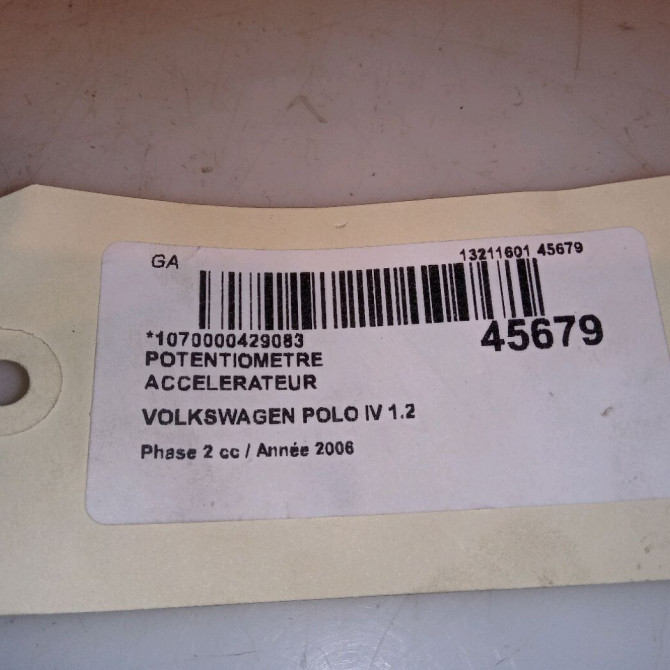 GA
13211601 45679
*1070000429083
45679
POTENTIOMETRE
ACCELERATEUR
VOLKSWAGEN POLO IV 1.2
Phase 2 cc / Année 2006